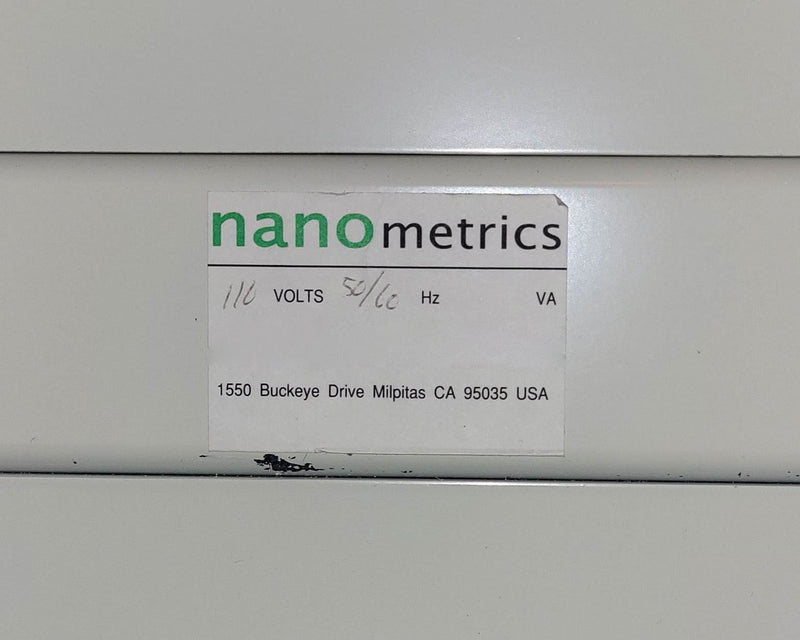 nanometrics
110 VOLTS 50/60 Hz VA
1550 Buckeye Drive Milpitas CA 95035 USA